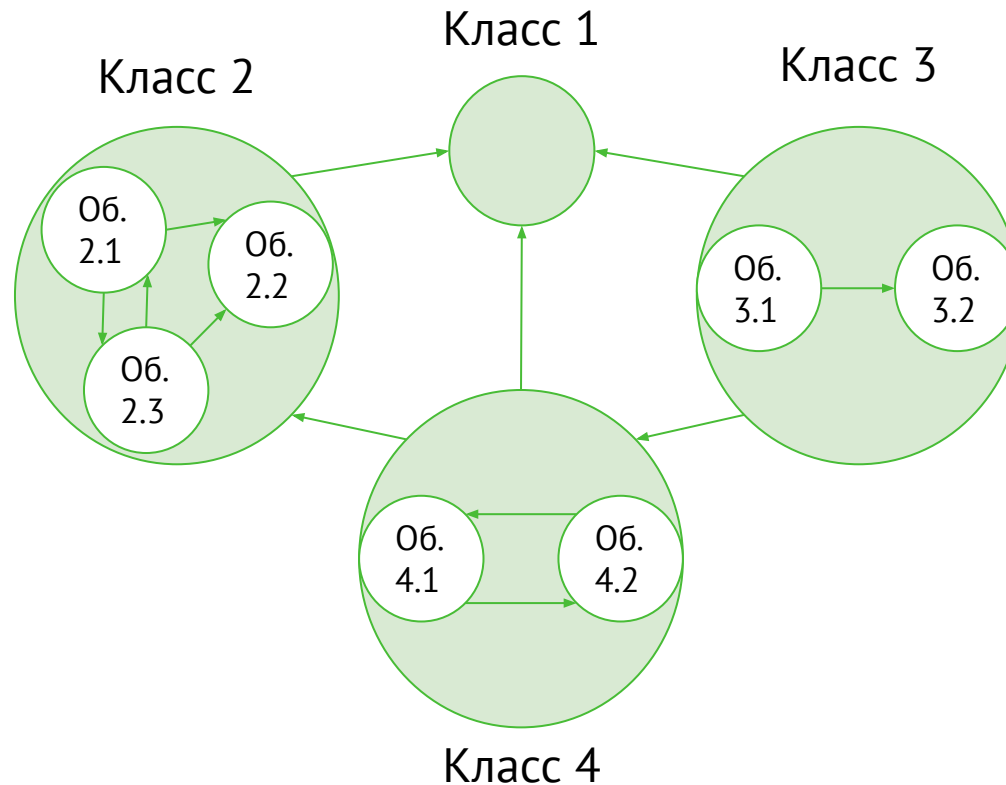 Класс 1
Класс 2
Класс 3
Об.
2.1
Об.
2.2
Об.
2.3
Об.
3.1
Об.
3.2
Об.
4.1
Об.
4.2
Класс 4